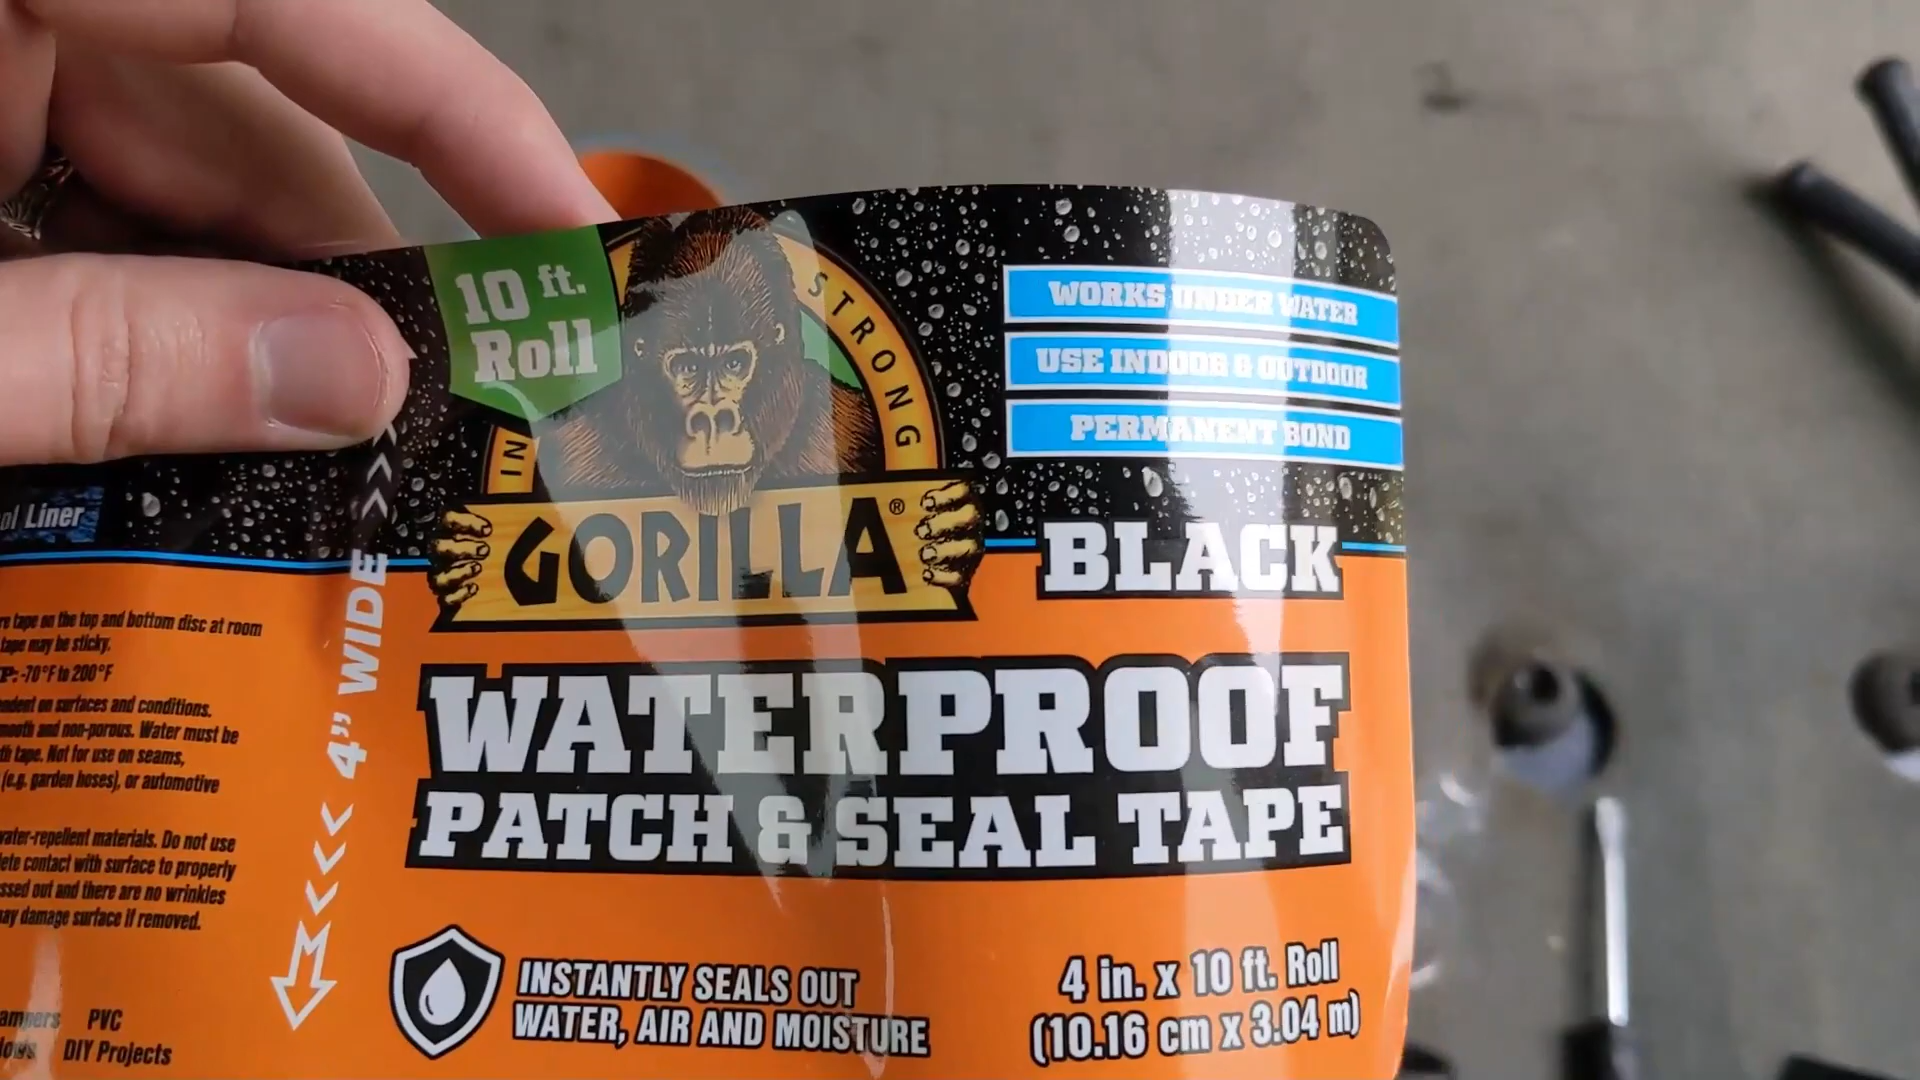 10 ft.
Roll
IN
STRONG
GORILLA®
WORKS UNDER WATER
USE INDOOR & OUTDOOR
PERMANENT BOND
BLACK
WATERPROOF
PATCH & SEAL TAPE
INSTANTLY SEALS OUT
WATER, AIR AND MOISTURE
4 in. x 10 ft. Roll
(10.16 cm x 3.04 m)
4" WIDE
Liner
tape on the top and bottom disc at room
tape may be sticky.
-70°F to 200°F
on surfaces and conditions.
and non-porous. Water must be
tape. Not for use on seams,
(e.g. garden hoses), or automotive
water-repellent materials. Do not use
contact with surface to properly
out and there are no wrinkles
may damage surface if removed.
PVC
DIY Projects